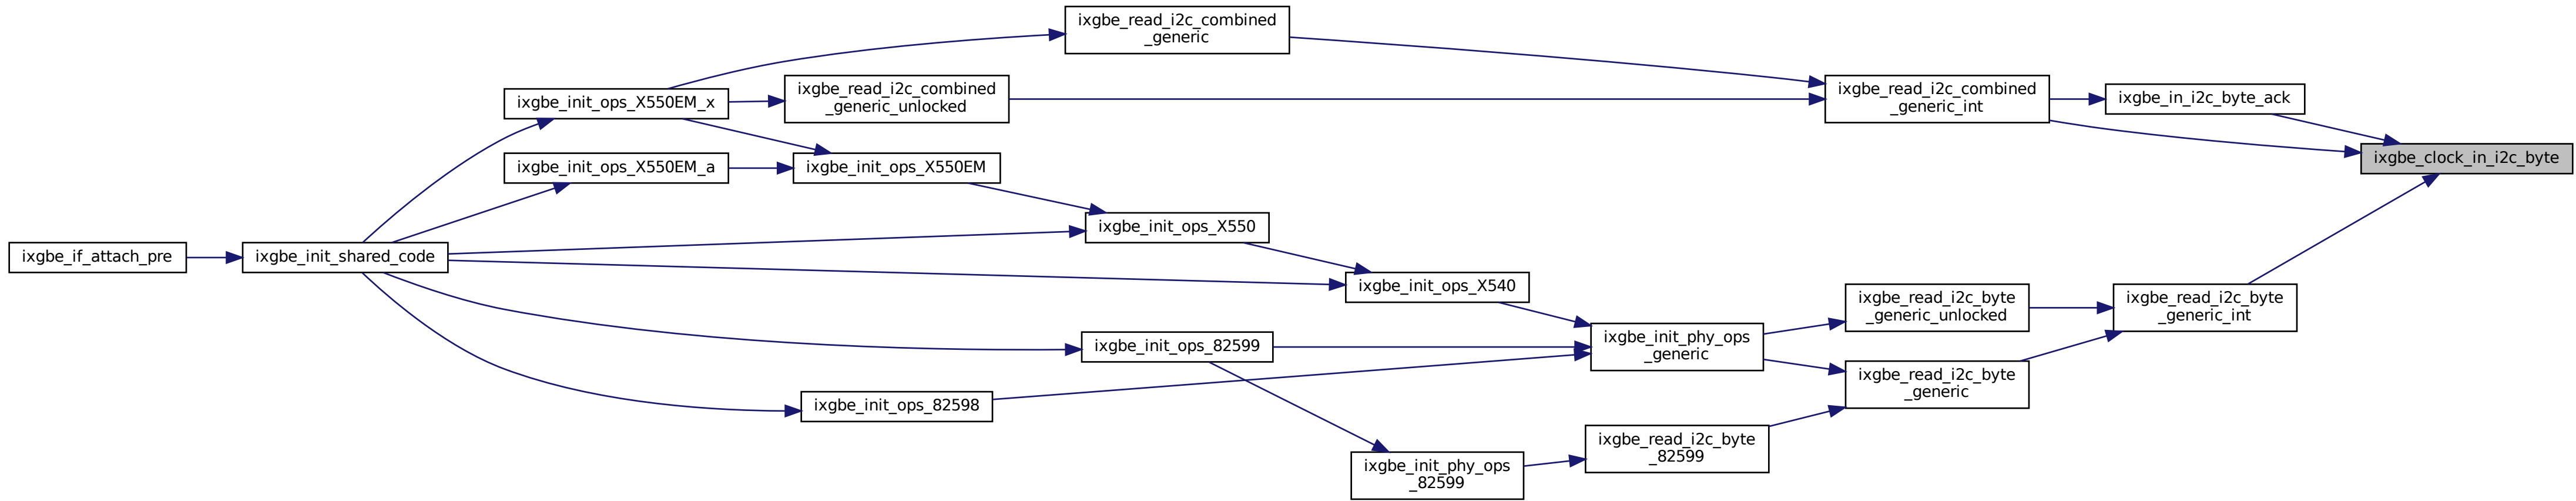 ixgbe_read_i2c_combined
_generic
ixgbe_init_ops_X550EM_x
ixgbe_read_i2c_combined
_generic_unlocked
ixgbe_read_i2c_combined
_generic_int
ixgbe_in_i2c_byte_ack
ixgbe_clock_in_i2c_byte
ixgbe_init_ops_X550EM_a
ixgbe_init_ops_X550EM
ixgbe_init_ops_X550
ixgbe_if_attach_pre
ixgbe_init_shared_code
ixgbe_init_ops_X540
ixgbe_read_i2c_byte
_generic_unlocked
ixgbe_read_i2c_byte
_generic_int
ixgbe_init_ops_82599
ixgbe_init_phy_ops
_generic
ixgbe_read_i2c_byte
_generic
ixgbe_init_ops_82598
ixgbe_read_i2c_byte
_82599
ixgbe_init_phy_ops
_82599